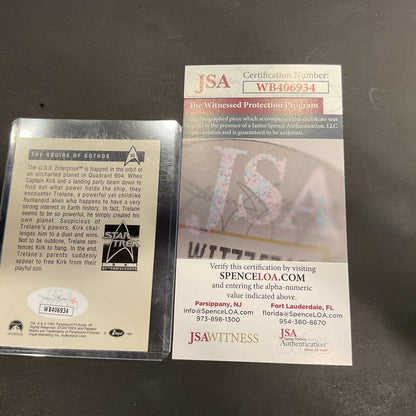 THE SQUIRE OF GOTHOS
The U.S.S. Enterprise™ is trapped in the orbit of
an uncharted planet in Quadrant 904. When
Captain Kirk and a landing party beam down to
find out what power holds the ship, they
encounter Trelane, a powerful yet childlike
humanoid alien who happens to have a very
strong interest in Earth history. In fact, Trelane
seems to be so powerful, he simply created his
own planet. Suspicious of
Trelane's powers, Kirk chal-
lenges him to a duel and wins.
Not to be outdone, Trelane sen-
tences Kirk to hang. In the end,
Trelane's parents suddenly
appear to free Kirk from their
playful son.
STAR TREK
WB406934
JSA
Certification Number:
WB406934
The Witnessed Protection Program
JSA
Verify this certification by visiting
SPENCELOA.COM
and entering the alpha-numeric
value indicated above.
Parsippany, NJ
info@SpenceLOA.com
973-898-1300
Fort Lauderdale, FL
florida@SpenceLOA.com
954-380-8670
JSAWITNESS
JSA
Authentication